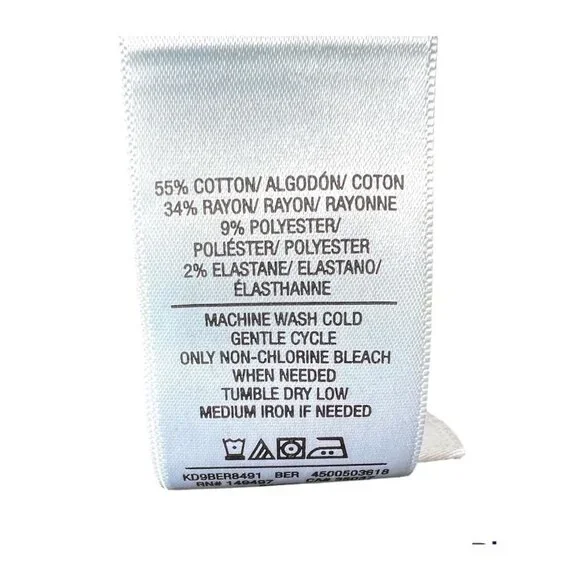 55% COTTON/ ALGODÓN/ COTON
34% RAYON/ RAYON/ RAYONNE
9% POLYESTER/
POLIÉSTER/ POLYESTER
2% ELASTANE/ ELASTANO/
ÉLASTHANNE
MACHINE WASH COLD
GENTLE CYCLE
ONLY NON-CHLORINE BLEACH
WHEN NEEDED
TUMBLE DRY LOW
MEDIUM IRON IF NEEDED
KD9BER8491 BER 4500503618
RN#